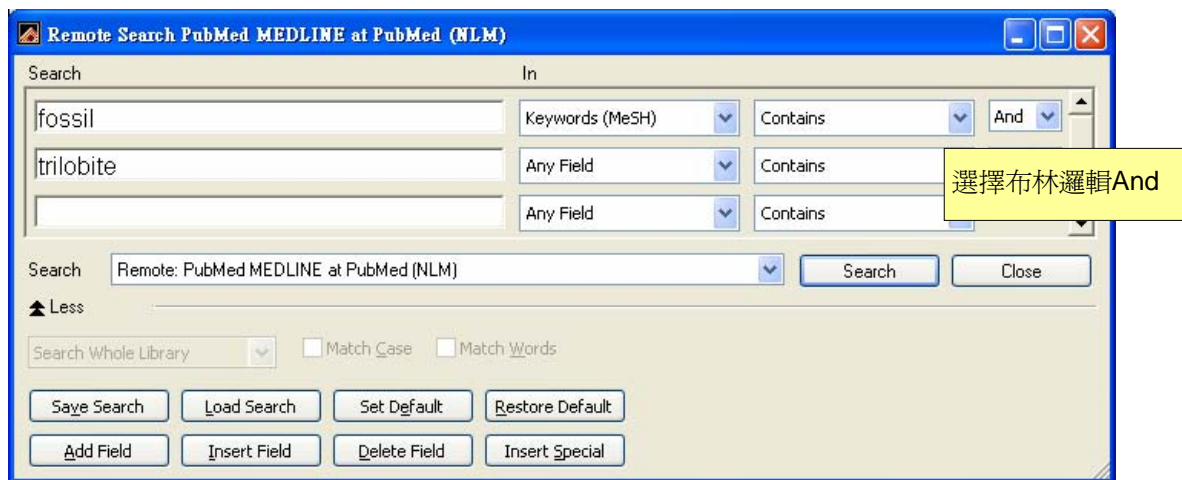 Remote Search PubMed MEDLINE at PubMed (NLM)
Search In
fossil Keywords (MeSH) Contains And
trilobite Any Field Contains
選擇布林邏輯And
Any Field Contains
Search Remote: PubMed MEDLINE at PubMed (NLM) Search Close
Less
Search Whole Library Match Case Match Words
Save Search Load Search Set Default Restore Default
Add Field Insert Field Delete Field Insert Special